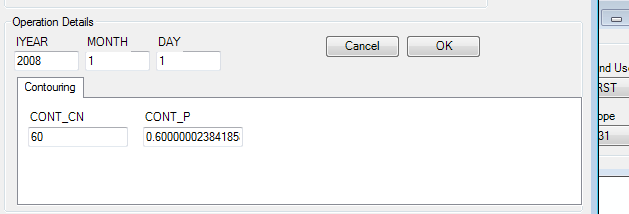 Operation Details
IYEAR MONTH DAY
2008 1 1
Cancel OK
Contouring
CONT_CN CONT_P
60 0.60000002384185
nd Use
RST
ope
31